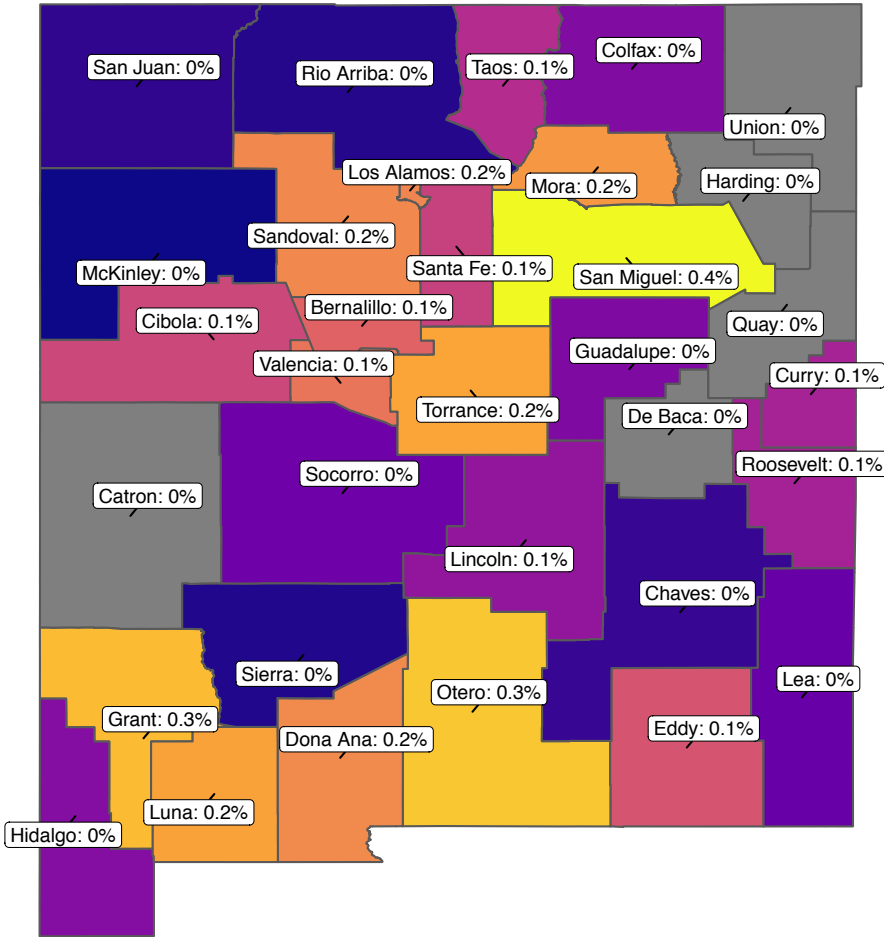 Colfax: 0%
San Juan: 0%
Rio Arriba: 0%
Taos: 0.1%
Union: 0%
Los Alamos: 0.2%
Mora: 0.2%
Harding: 0%
Sandoval: 0.2%
McKinley: 0%
Santa Fe: 0.1%
San Miguel: 0.4%
Bernalillo: 0.1%
Cibola: 0.1%
Quay: 0%
Guadalupe: 0%
Valencia: 0.1%
Curry: 0.1%
Torrance: 0.2%
De Baca: 0%
Socorro: 0%
Roosevelt: 0.1%
Catron: 0%
Lincoln: 0.1%
Chaves: 0%
Sierra: 0%
Lea: 0%
Otero: 0.3%
Grant: 0.3%
Eddy: 0.1%
Dona Ana: 0.2%
Luna: 0.2%
Hidalgo: 0%